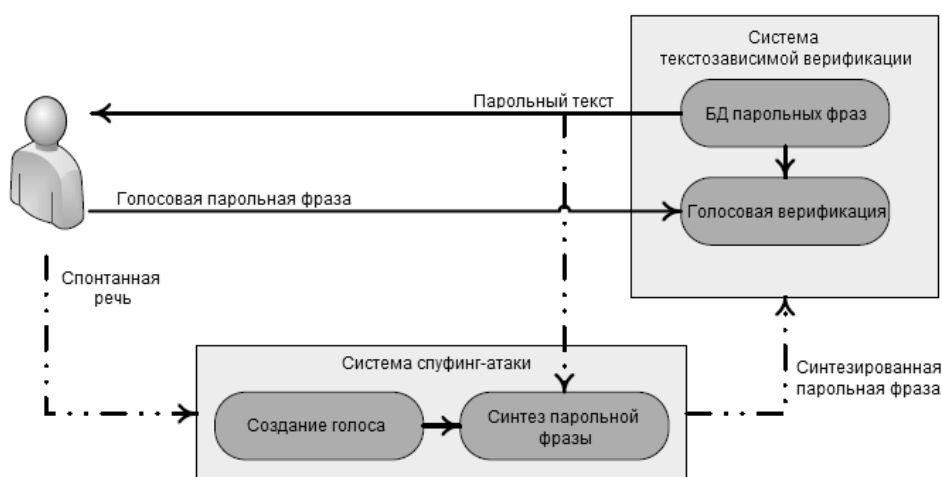 Система
текстозависимой верификации
Парольный текст
БД парольных фраз
Голосовая парольная фраза
Голосовая верификация
Спонтанная
речь
Система спуфинг-атаки
Синтезированная
парольная фраза
Создание голоса
Синтез парольной
фразы